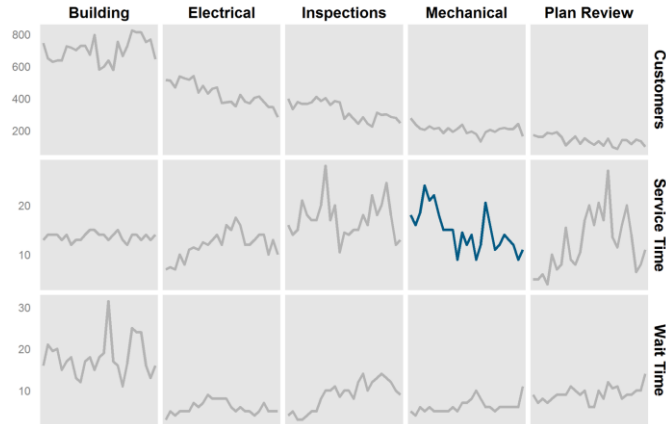 Building Electrical Inspections Mechanical Plan Review
800
600
400
200
Customers
20
10
Service Time
30
20
10
Wait Time